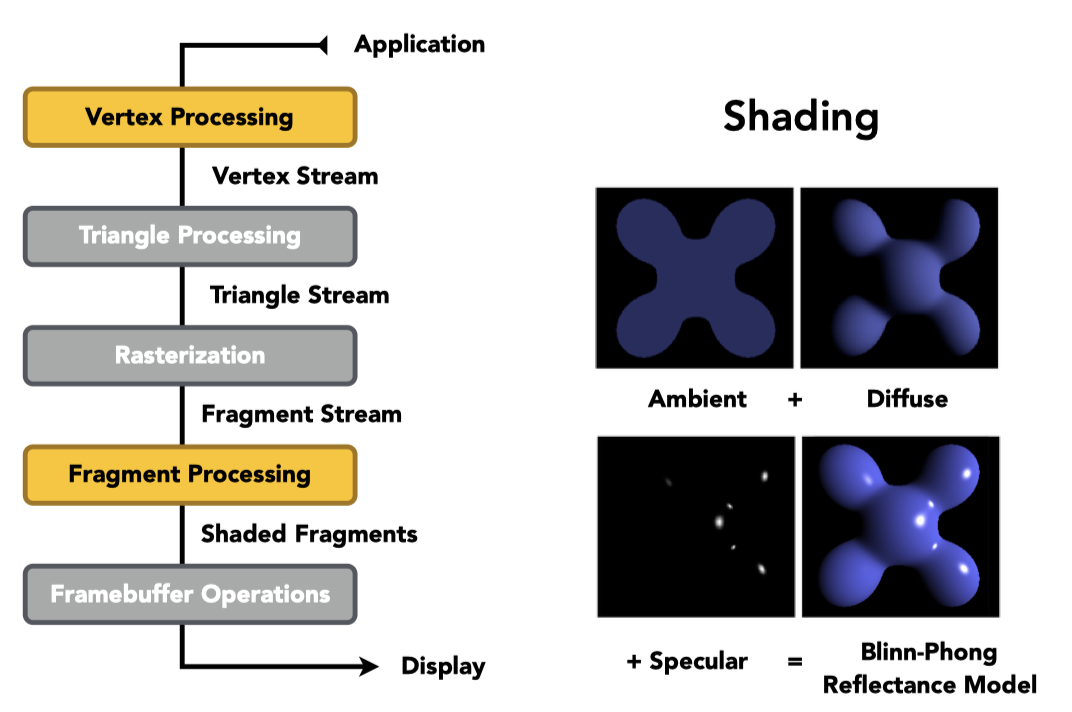 Application
Vertex Processing
Vertex Stream
Triangle Processing
Triangle Stream
Rasterization
Fragment Stream
Fragment Processing
Shaded Fragments
Framebuffer Operations
Display
Shading
Ambient + Diffuse
+ Specular = Blinn-Phong
Reflectance Model